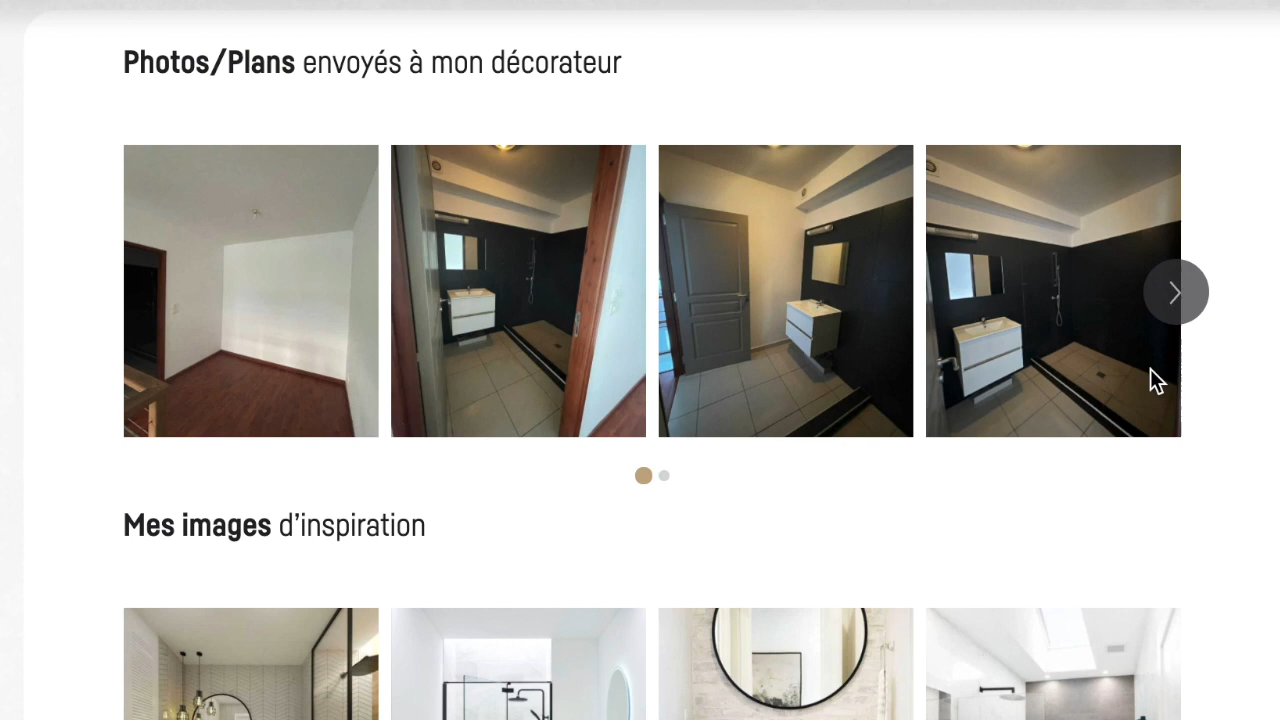 Photos/Plans envoyés à mon décorateur
Mes images d’inspiration